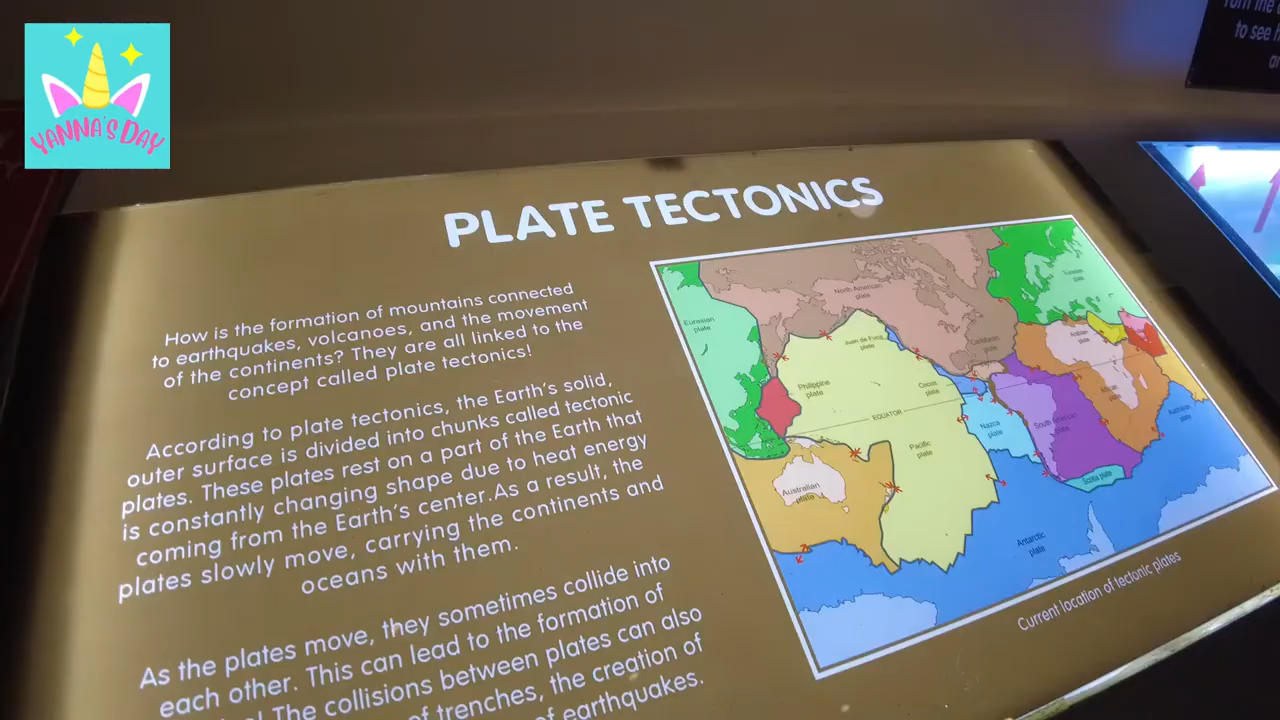 YANNA'S DAY
to see
PLATE TECTONICS
How is the formation of mountains connected
to earthquakes, volcanoes, and the movement
of the continents? They are all linked to the
concept called plate tectonics!
According to plate tectonics, the Earth's solid,
outer surface is divided into chunks called tectonic
plates. These plates rest on a part of the Earth that
is constantly changing shape due to heat energy
coming from the Earth's center.As a result, the
plates slowly move, carrying the continents and
oceans with them.
As the plates move, they sometimes collide into
each other. This can lead to the formation of
The collisions between plates can also
of trenches, the creation of
of earthquakes.
Eurasian
plate
North American
plate
Juan de Fuca
plate
Caribbean
plate
Philippine
plate
Cocos
plate
EQUATOR
Pacific
plate
Nazca
plate
South American
plate
Australian
plate
Scotia plate
Antarctic
plate
Eurasian
plate
Arabian
plate
African
plate
Australian
plate
Current location of tectonic plates